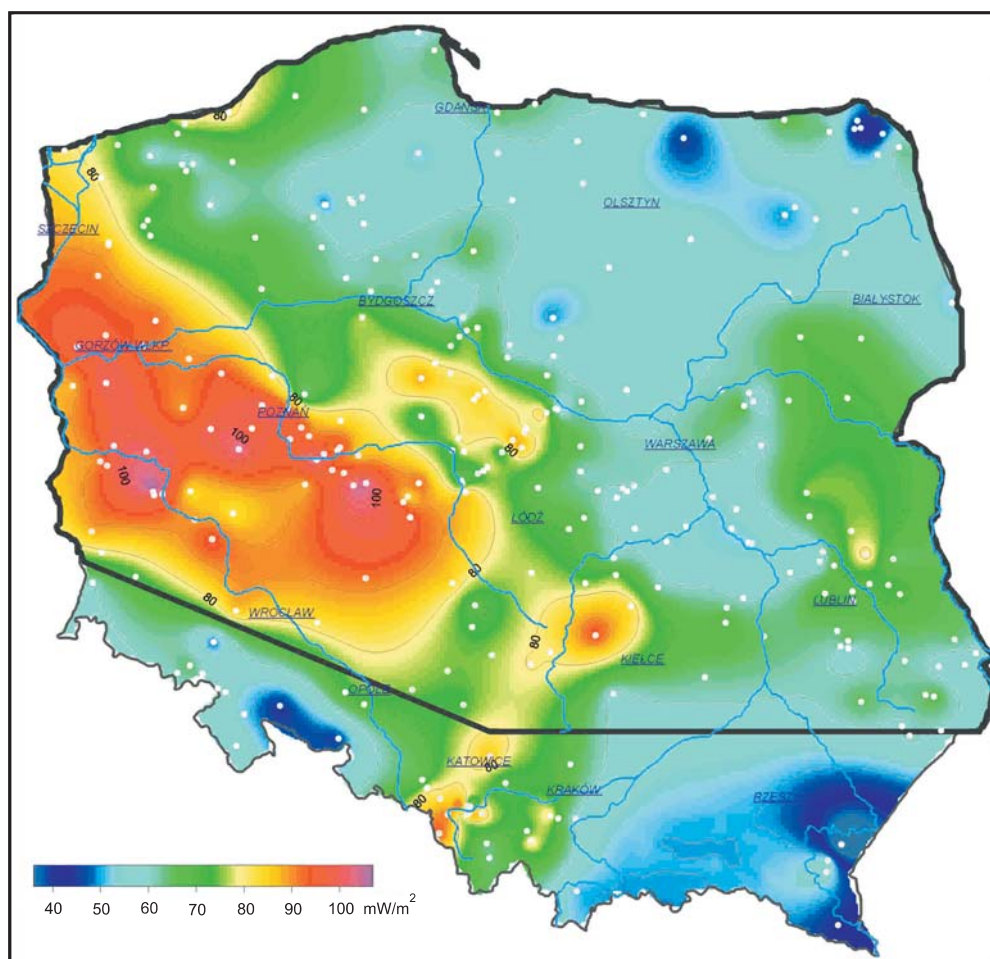 80
GDAŃSK
80
OLSZTYN
SZCZECIN
BYDGOSZCZ
BIAŁYSTOK
GORZÓW WLKP.
80
POZNAŃ
100
80
WARSZAWA
100
100
ŁÓDŹ
80
80
WROCŁAW
LUBLIN
80
KIELCE
OPOLE
KATOWICE
80
KRAKÓW
80
40 50 60 70 80 90 100 mW/m²